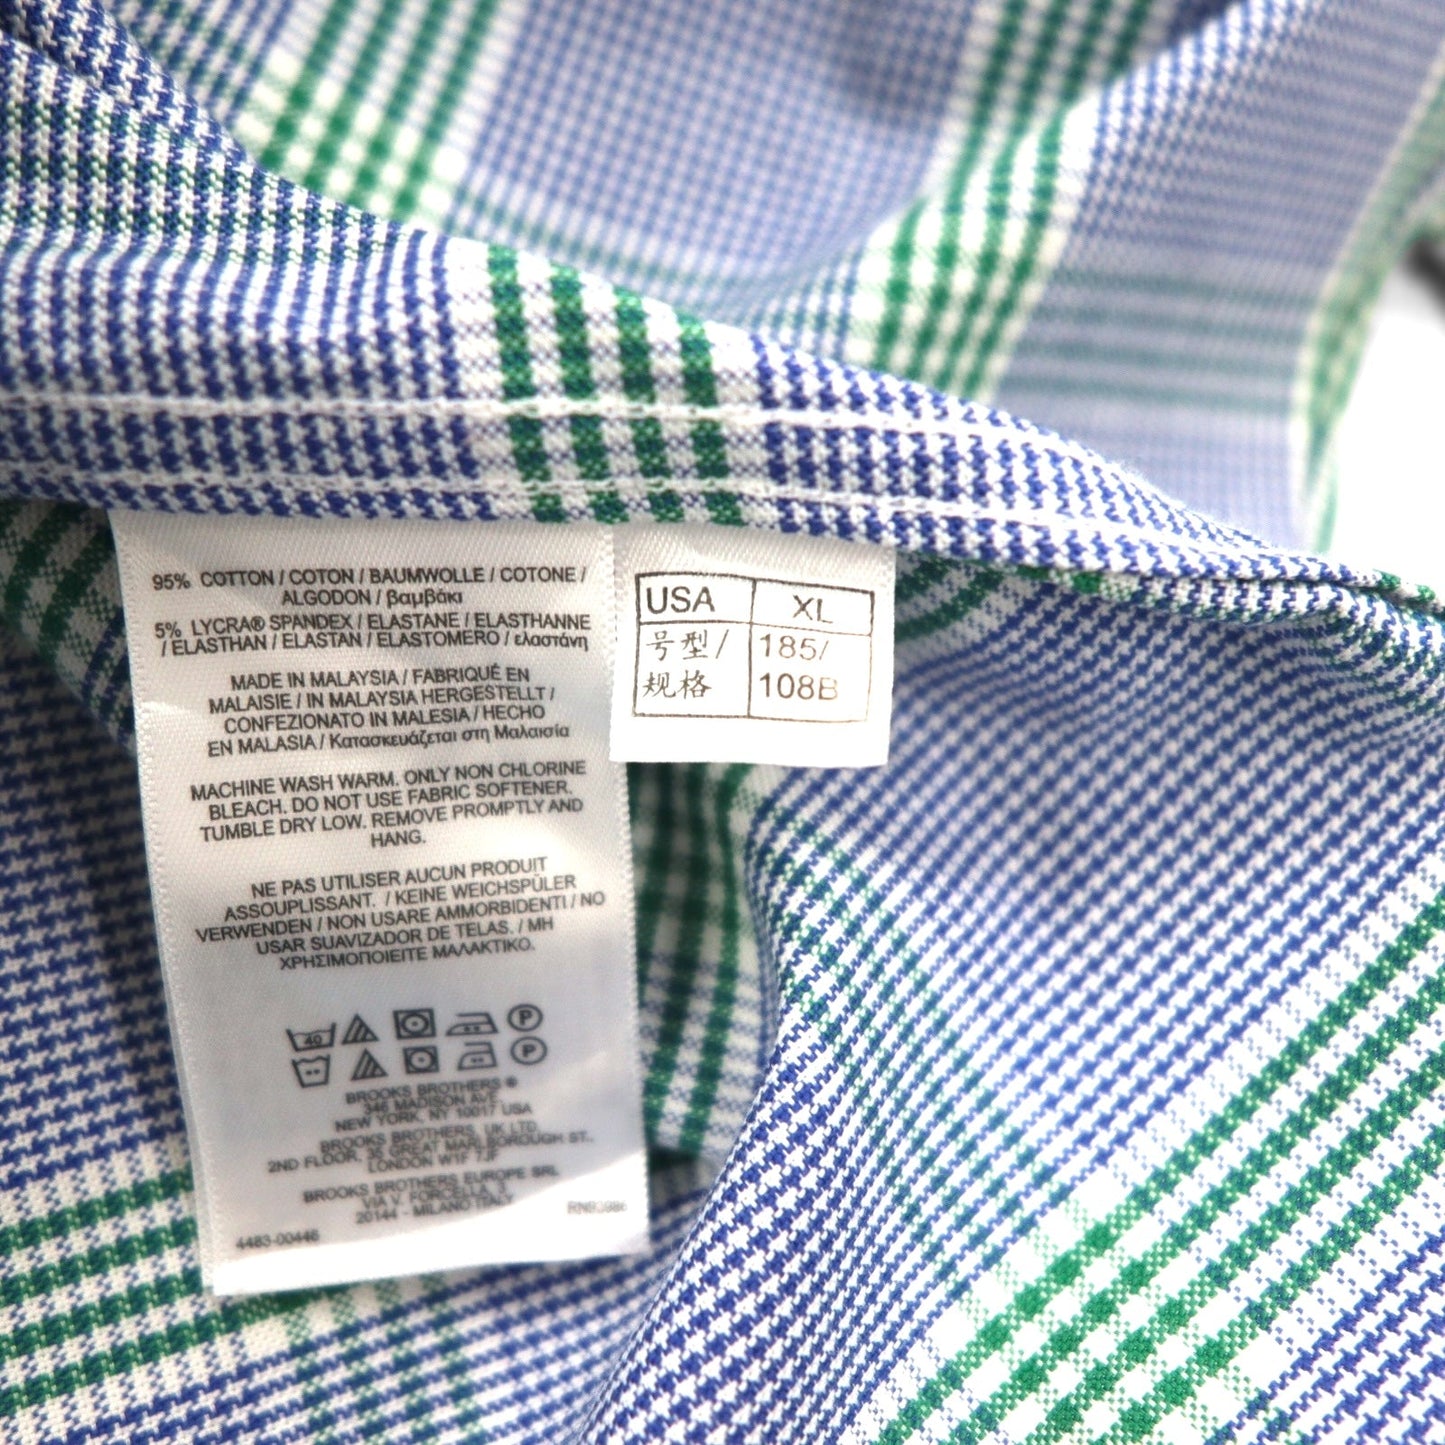 95% COTTON / COTON / BAUMWOLLE / COTONE /
ALGODON / βαμβάκι
5% LYCRA® SPANDEX / ELASTANE / ELASTHANNE
/ ELASTHAN / ELASTAN / ELASTOMERO / ελαστάνη
MADE IN MALAYSIA / FABRIQUÉ EN
MALAISIE / IN MALAYSIA HERGESTELLT /
CONFEZIONATO IN MALESIA / HECHO
EN MALASIA / Κατασκευάζεται στη Μαλαισία
MACHINE WASH WARM. ONLY NON CHLORINE
BLEACH. DO NOT USE FABRIC SOFTENER.
TUMBLE DRY LOW. REMOVE PROMPTLY AND
HANG.
NE PAS UTILISER AUCUN PRODUIT
ASSOUPLISSANT. / KEINE WEICHSPÜLER
VERWENDEN / NON USARE AMMORBIDENTI / NO
USAR SUAVIZADOR DE TELAS. / ΜΗ
ΧΡΗΣΙΜΟΠΟΙΕΙΤΕ ΜΑΛΑΚΤΙΚΟ.
40 P
P
BROOKS BROTHERS ®
346 MADISON AVE.
NEW YORK, NY 10017 USA
BROOKS BROTHERS, UK LTD.
2ND FLOOR, 35 GREAT MARLBOROUGH ST.,
LONDON W1F 7JF
BROOKS BROTHERS EUROPE SRL
VIA V. FORCELLA
20144 - MILANO ITALY
4483-00446
USA XL
号型/ 185/
规格 108B